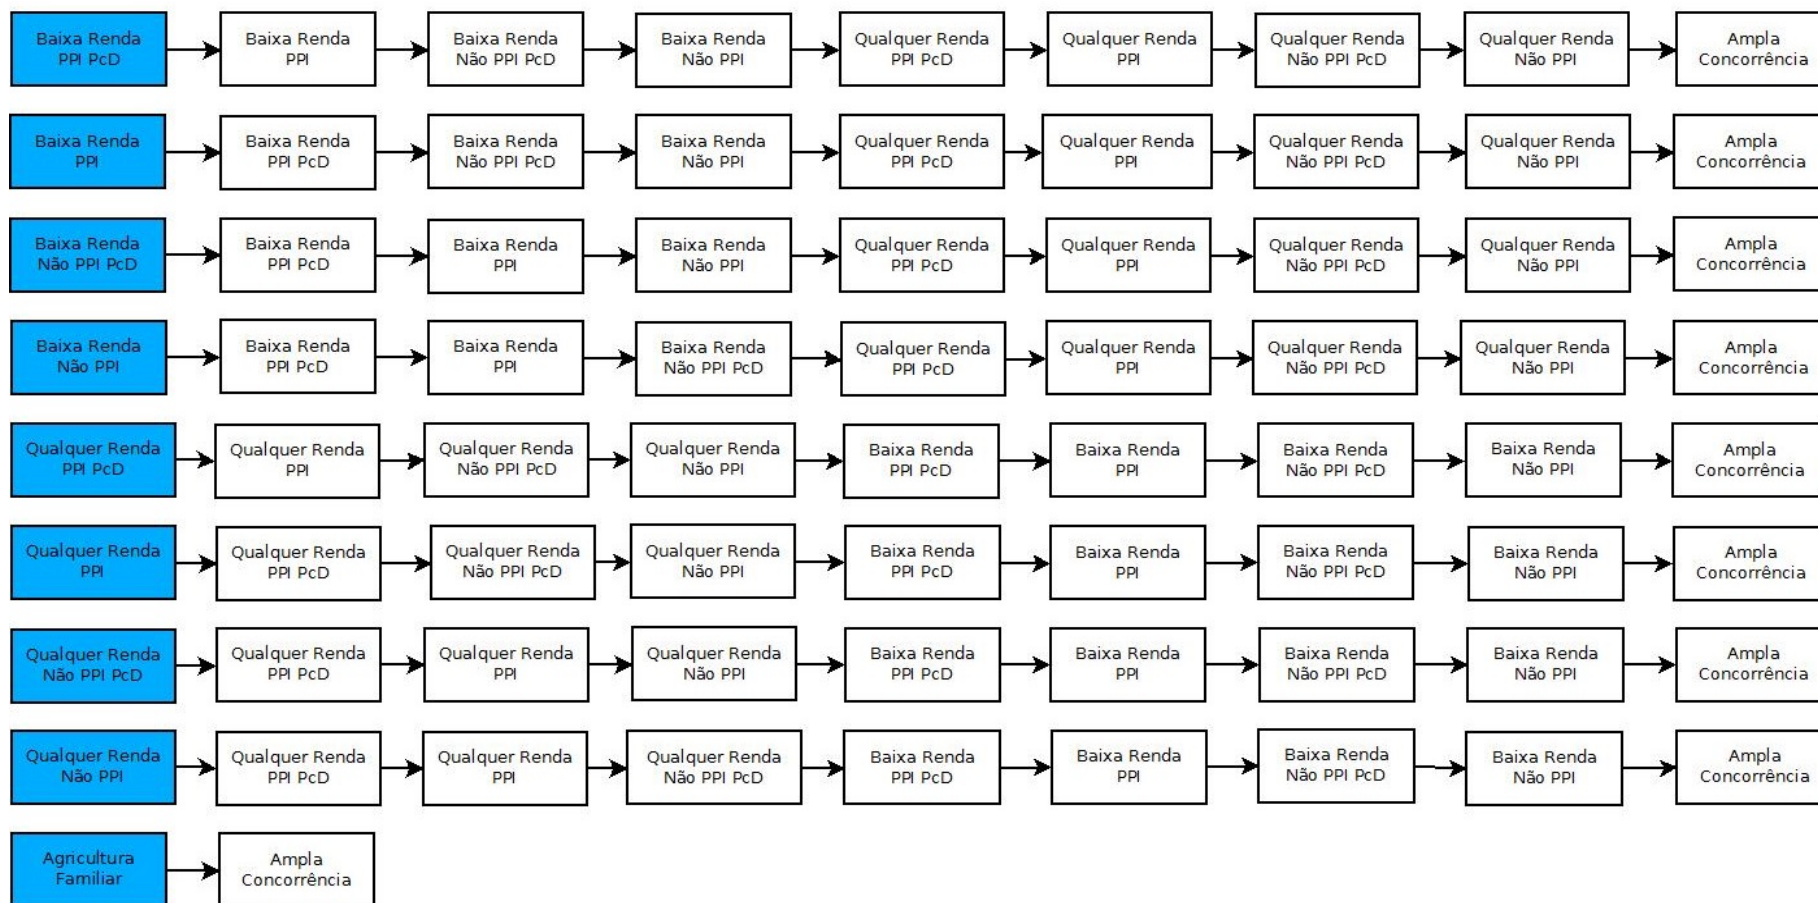 Baixa Renda
PPI PcD
Baixa Renda
PPI
Baixa Renda
Não PPI PcD
Baixa Renda
Não PPI
Qualquer Renda
PPI PcD
Qualquer Renda
PPI
Qualquer Renda
Não PPI PcD
Qualquer Renda
Não PPI
Ampla
Concorrência
Baixa Renda
PPI
Baixa Renda
PPI PcD
Baixa Renda
Não PPI PcD
Baixa Renda
Não PPI
Qualquer Renda
PPI PcD
Qualquer Renda
PPI
Qualquer Renda
Não PPI PcD
Qualquer Renda
Não PPI
Ampla
Concorrência
Baixa Renda
Não PPI PcD
Baixa Renda
PPI PcD
Baixa Renda
PPI
Baixa Renda
Não PPI
Qualquer Renda
PPI PcD
Qualquer Renda
PPI
Qualquer Renda
Não PPI PcD
Qualquer Renda
Não PPI
Ampla
Concorrência
Baixa Renda
Não PPI
Baixa Renda
PPI PcD
Baixa Renda
PPI
Baixa Renda
Não PPI PcD
Qualquer Renda
PPI PcD
Qualquer Renda
PPI
Qualquer Renda
Não PPI PcD
Qualquer Renda
Não PPI
Ampla
Concorrência
Qualquer Renda
PPI PcD
Qualquer Renda
PPI
Qualquer Renda
Não PPI PcD
Qualquer Renda
Não PPI
Baixa Renda
PPI PcD
Baixa Renda
PPI
Baixa Renda
Não PPI PcD
Baixa Renda
Não PPI
Ampla
Concorrência
Qualquer Renda
PPI
Qualquer Renda
PPI PcD
Qualquer Renda
Não PPI PcD
Qualquer Renda
Não PPI
Baixa Renda
PPI PcD
Baixa Renda
PPI
Baixa Renda
Não PPI PcD
Baixa Renda
Não PPI
Ampla
Concorrência
Qualquer Renda
Não PPI PcD
Qualquer Renda
PPI PcD
Qualquer Renda
PPI
Qualquer Renda
Não PPI
Baixa Renda
PPI PcD
Baixa Renda
PPI
Baixa Renda
Não PPI PcD
Baixa Renda
Não PPI
Ampla
Concorrência
Qualquer Renda
Não PPI
Qualquer Renda
PPI PcD
Qualquer Renda
PPI
Qualquer Renda
Não PPI PcD
Baixa Renda
PPI PcD
Baixa Renda
PPI
Baixa Renda
Não PPI PcD
Baixa Renda
Não PPI
Ampla
Concorrência
Agricultura
Familiar
Ampla
Concorrência